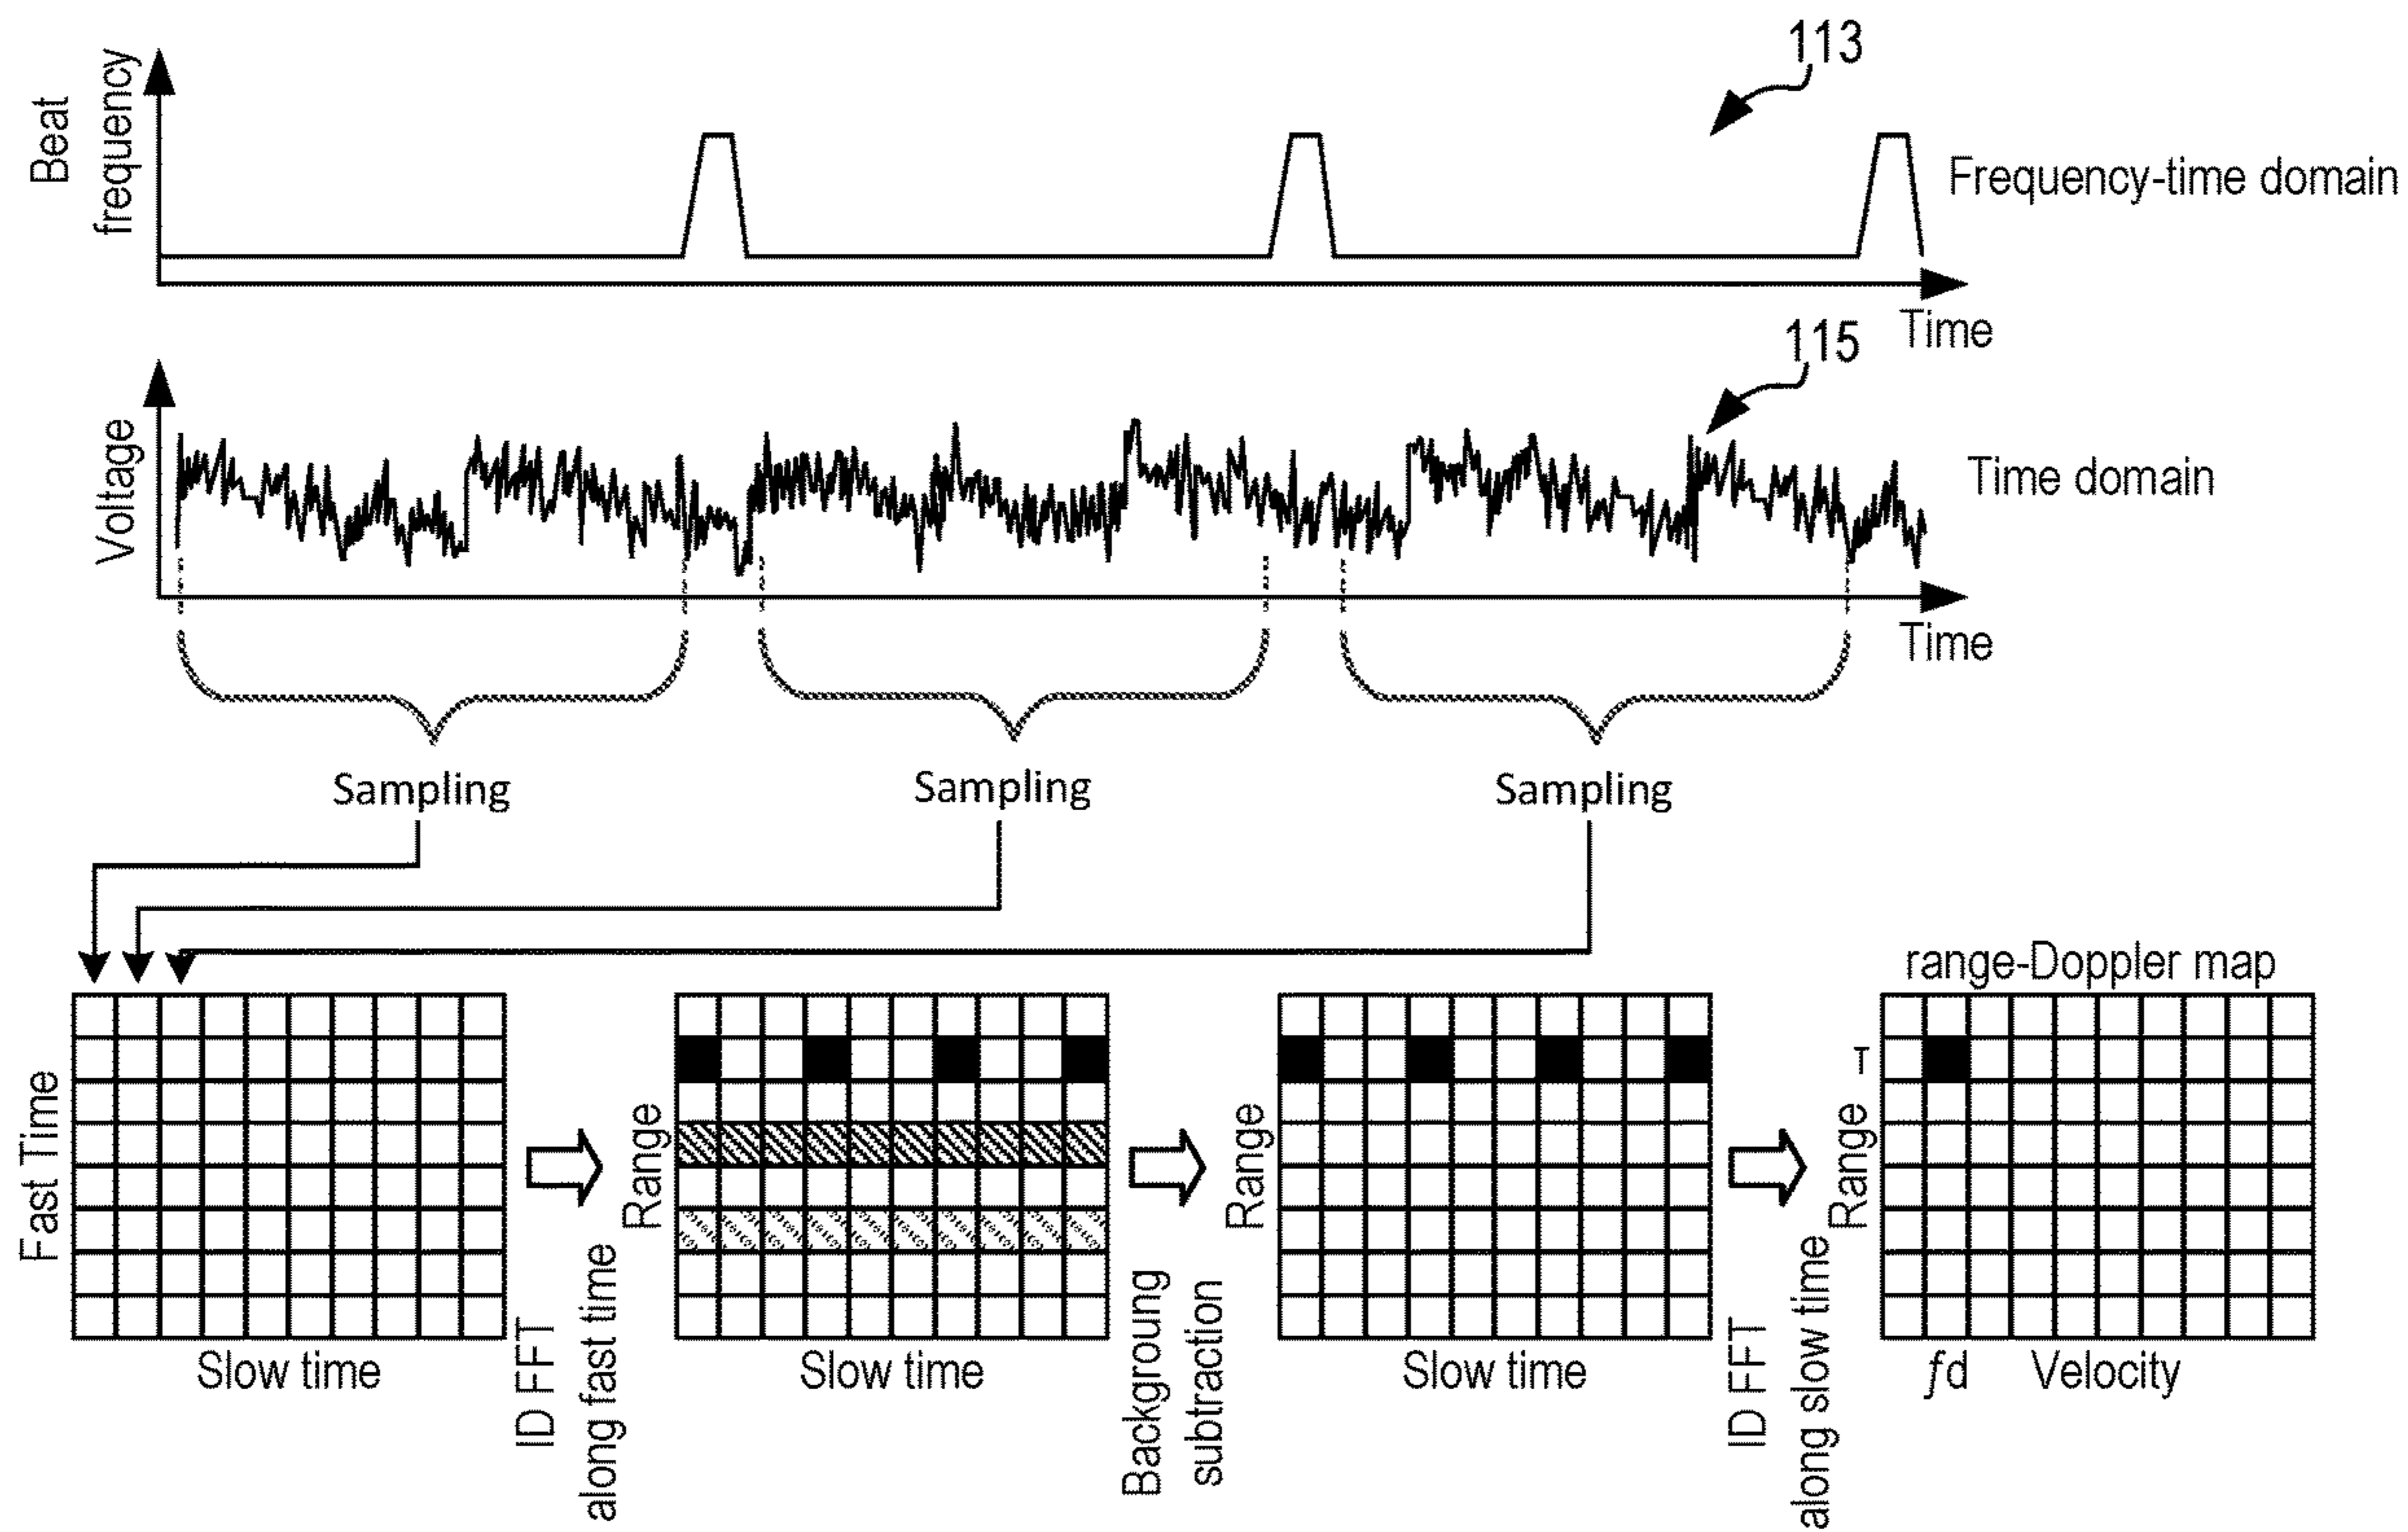 113
Beat
frequency
Frequency-time domain
Time
115
Voltage
Time domain
Time
Sampling
Sampling
Sampling
range-Doppler map
Fast Time
Slow time
ID FFT
along fast time
Range
Slow time
Backgroung
subtraction
Range
Slow time
ID FFT
along slow time
T
Range
fd
Velocity